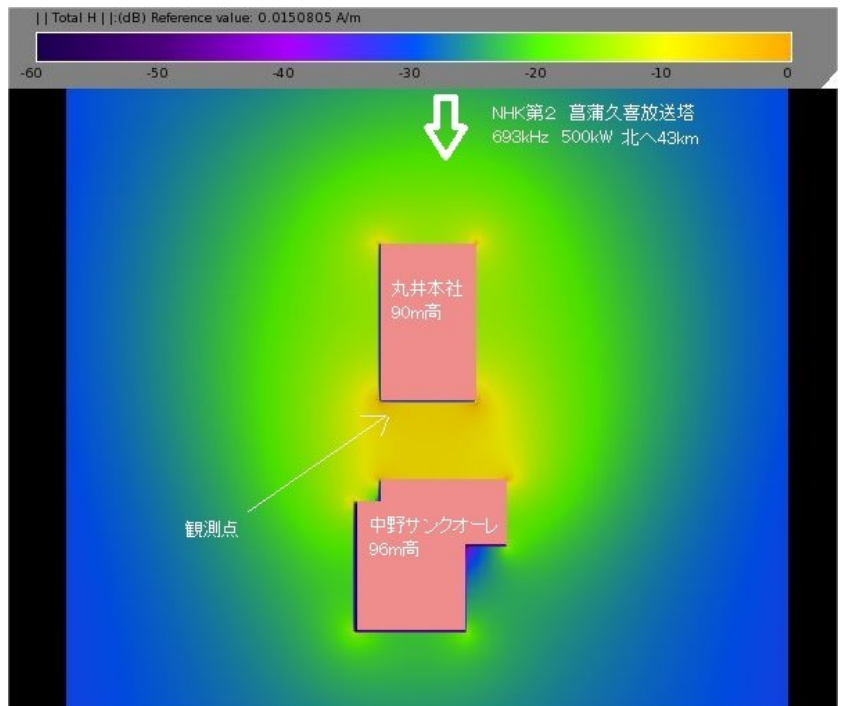 | | Total H | |:(dB) Reference value: 0.0150805 A/m
-60 -50 -40 -30 -20 -10 0
NHK第2 菖蒲久喜放送塔
693kHz 500kW 北へ43km
丸井本社
90m高
観測点
中野サンクオーレ
96m高